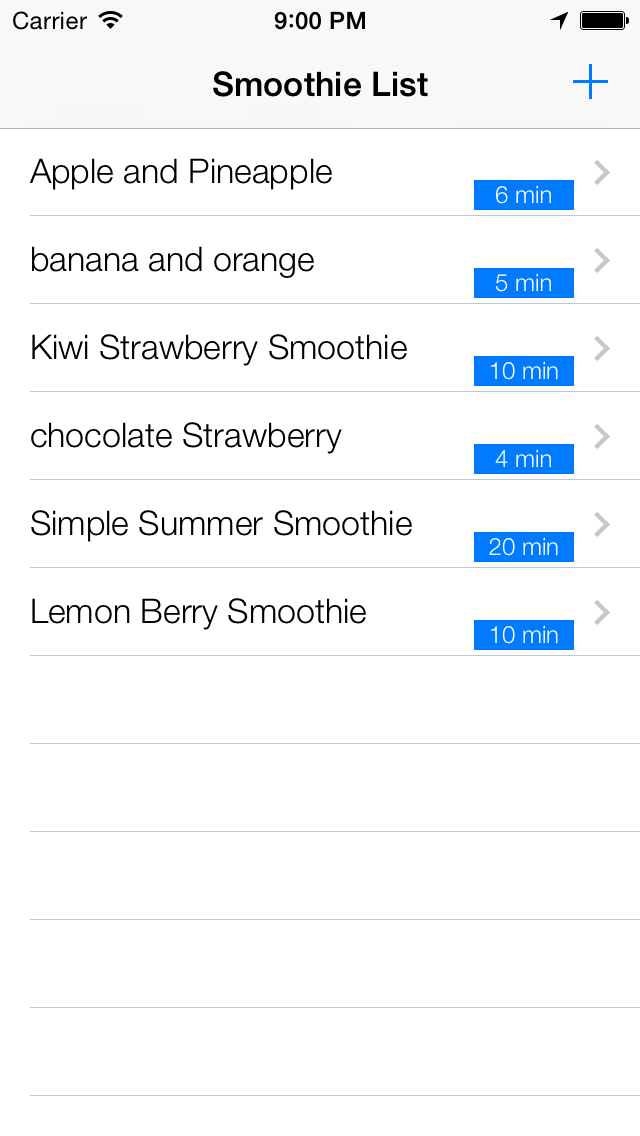 Carrier 9:00 PM
Smoothie List
Apple and Pineapple
6 min
banana and orange
5 min
Kiwi Strawberry Smoothie
10 min
chocolate Strawberry
4 min
Simple Summer Smoothie
20 min
Lemon Berry Smoothie
10 min